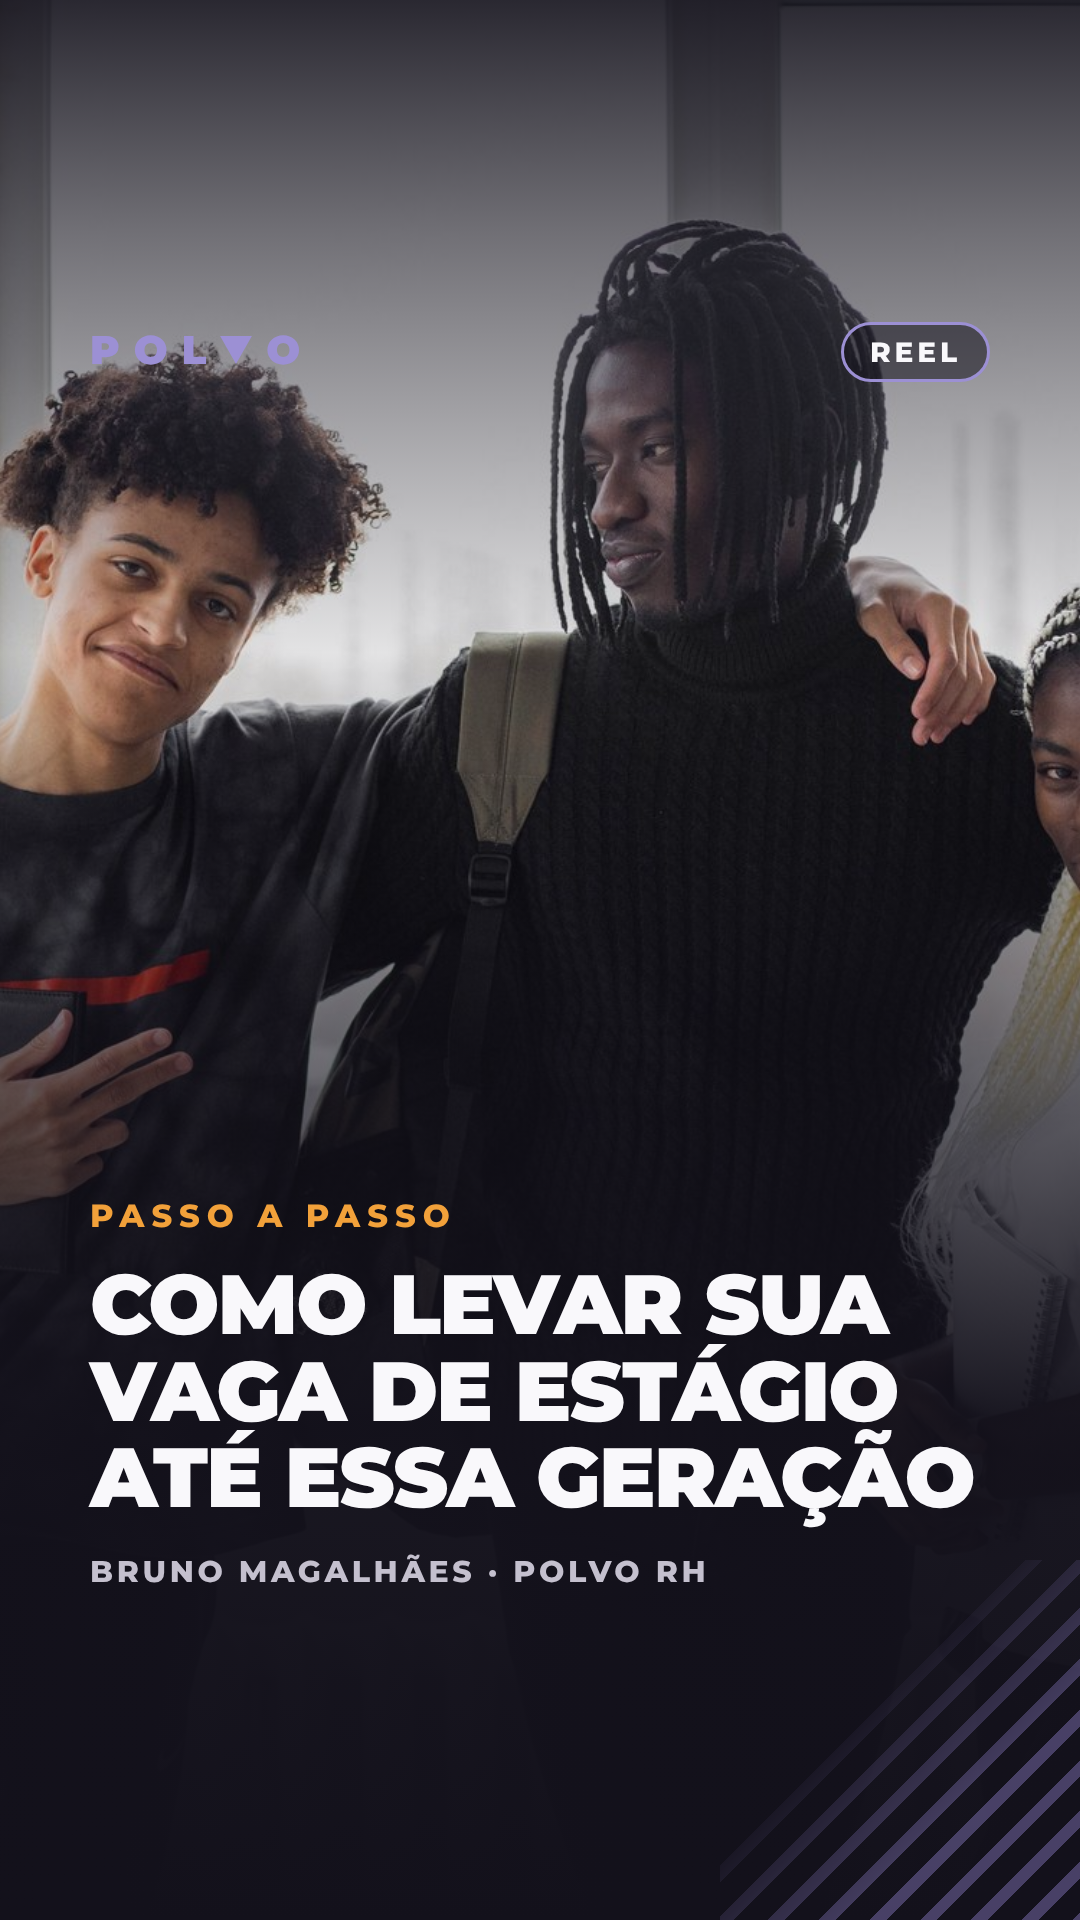 POLVO
REEL
PASSO A PASSO
COMO LEVAR SUA
VAGA DE ESTÁGIO
ATÉ ESSA GERAÇÃO
BRUNO MAGALHÃES · POLVO RH